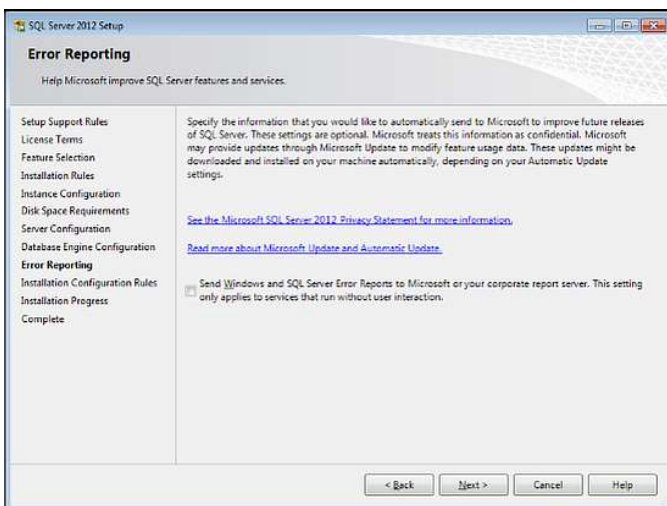 SQL Server 2012 Setup
Error Reporting
Help Microsoft improve SQL Server features and services.
Setup Support Rules
License Terms
Feature Selection
Installation Rules
Instance Configuration
Disk Space Requirements
Server Configuration
Database Engine Configuration
Error Reporting
Installation Configuration Rules
Installation Progress
Complete
Specify the information that you would like to automatically send to Microsoft to improve future releases
of SQL Server. These settings are optional. Microsoft treats this information as confidential. Microsoft
may provide updates through Microsoft Update to modify feature usage data. These updates might be
downloaded and installed on your machine automatically, depending on your Automatic Update
settings.
See the Microsoft SQL Server 2012 Privacy Statement for more information.
Read more about Microsoft Update and Automatic Update.
Send Windows and SQL Server Error Reports to Microsoft or your corporate report server. This setting
only applies to services that run without user interaction.
< Back
Next >
Cancel
Help